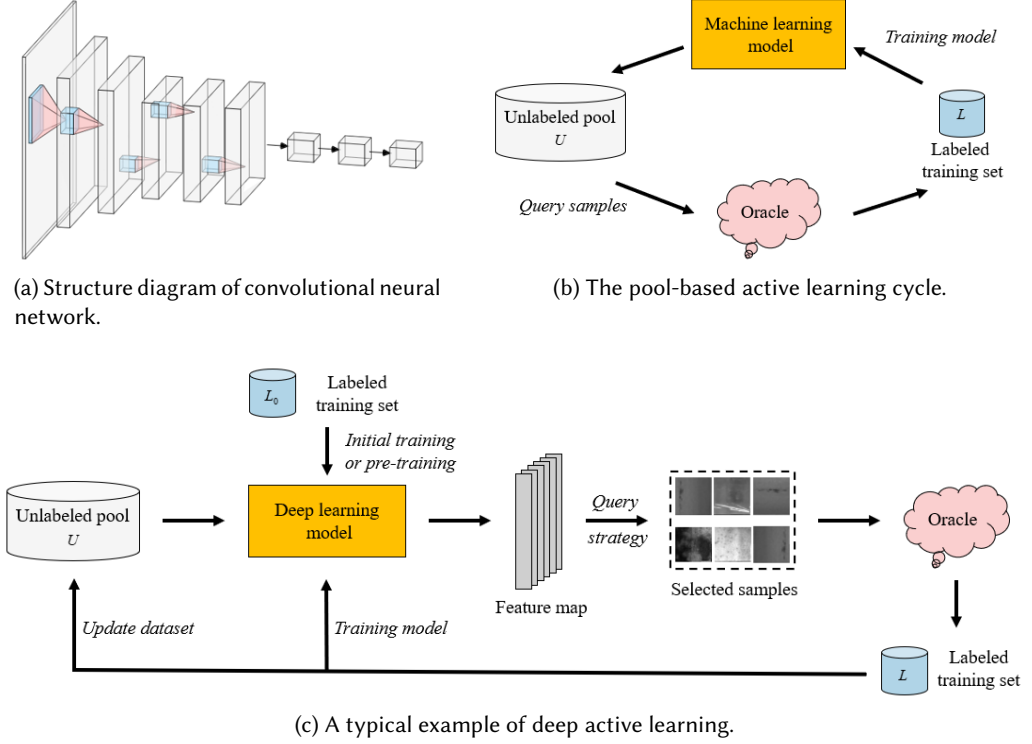 Machine learning
model
Training model
Unlabeled pool
U
L
Labeled
training set
Query samples
Oracle
(a) Structure diagram of convolutional neural
network.
(b) The pool-based active learning cycle.
L0
Labeled
training set
Initial training
or pre-training
Unlabeled pool
U
Deep learning
model
Query
strategy
Oracle
Feature map
Selected samples
Update dataset
Training model
L
Labeled
training set
(c) A typical example of deep active learning.